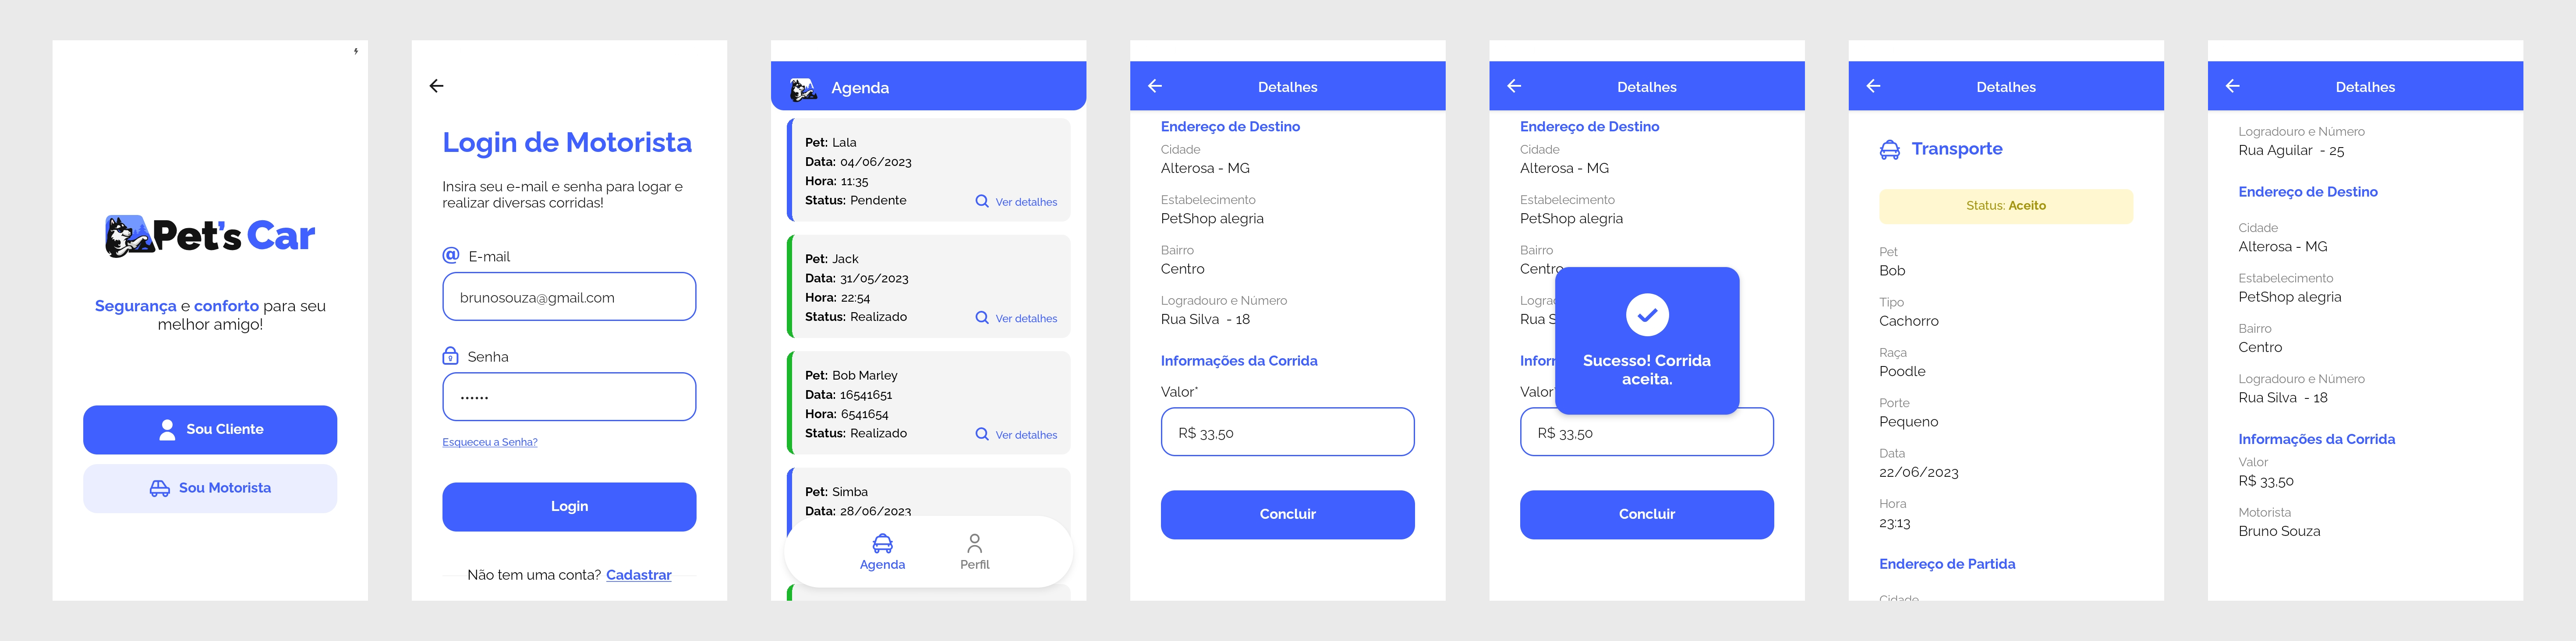 Pet's Car
Segurança e conforto para seu
melhor amigo!
Sou Cliente
Sou Motorista
Login de Motorista
Insira seu e-mail e senha para logar e
realizar diversas corridas!
@ E-mail
brunosouza@gmail.com
Senha
••••••
Esqueceu a Senha?
Login
Não tem uma conta? Cadastrar
Agenda
Pet: Lala
Data: 04/06/2023
Hora: 11:35
Status: Pendente
Ver detalhes
Pet: Jack
Data: 31/05/2023
Hora: 22:54
Status: Realizado
Ver detalhes
Pet: Bob Marley
Data: 16541651
Hora: 6541654
Status: Realizado
Ver detalhes
Pet: Simba
Data: 28/06/2023
Agenda
Perfil
Detalhes
Endereço de Destino
Cidade
Alterosa - MG
Estabelecimento
PetShop alegria
Bairro
Centro
Logradouro e Número
Rua Silva - 18
Informações da Corrida
Valor*
R$ 33,50
Concluir
Detalhes
Endereço de Destino
Cidade
Alterosa - MG
Estabelecimento
PetShop alegria
Bairro
Centro
Logra
Rua S
Infor
Valor*
Sucesso! Corrida
aceita.
R$ 33,50
Concluir
Detalhes
Transporte
Status: Aceito
Pet
Bob
Tipo
Cachorro
Raça
Poodle
Porte
Pequeno
Data
22/06/2023
Hora
23:13
Endereço de Partida
Cidade
Detalhes
Logradouro e Número
Rua Aguilar - 25
Endereço de Destino
Cidade
Alterosa - MG
Estabelecimento
PetShop alegria
Bairro
Centro
Logradouro e Número
Rua Silva - 18
Informações da Corrida
Valor
R$ 33,50
Motorista
Bruno Souza